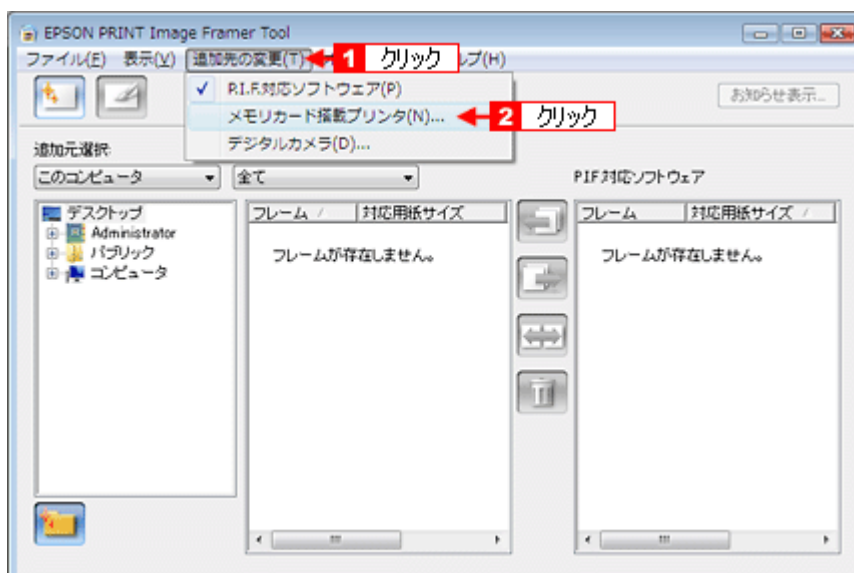 EPSON PRINT Image Framer Tool
ファイル(E) 表示(V) 追加先の変更(T) 1 クリック ルプ(H)
✓ P.I.F.対応ソフトウェア(P)
メモリカード搭載プリンタ(N)... 2 クリック
デジタルカメラ(D)...
お知らせ表示...
追加元選択:
このコンピュータ 全て P.I.F.対応ソフトウェア
デスクトップ フレーム / 対応用紙サイズ フレーム 対応用紙サイズ /
Administrator
パブリック フレームが存在しません。 フレームが存在しません。
コンピュータ